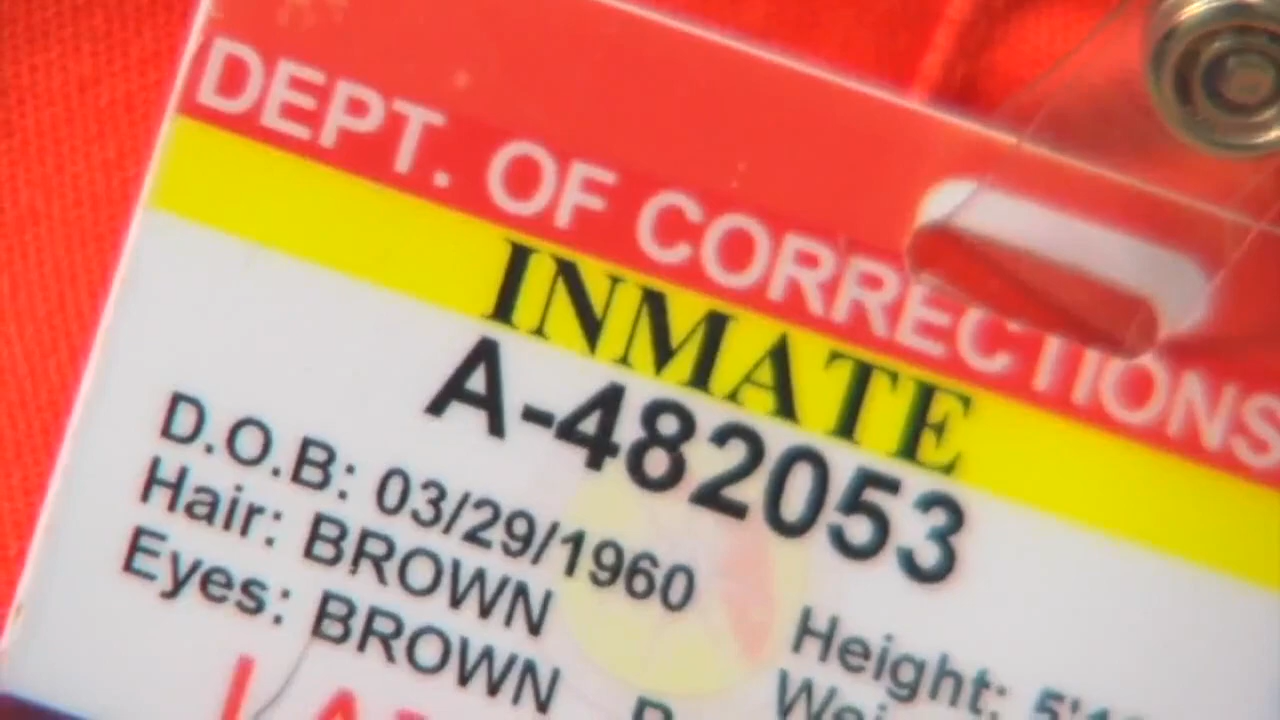 DEPT. OF CORRECTIONS
INMATE
A-482053
D.O.B: 03/29/1960
Hair: BROWN
Eyes: BROWN
Height: